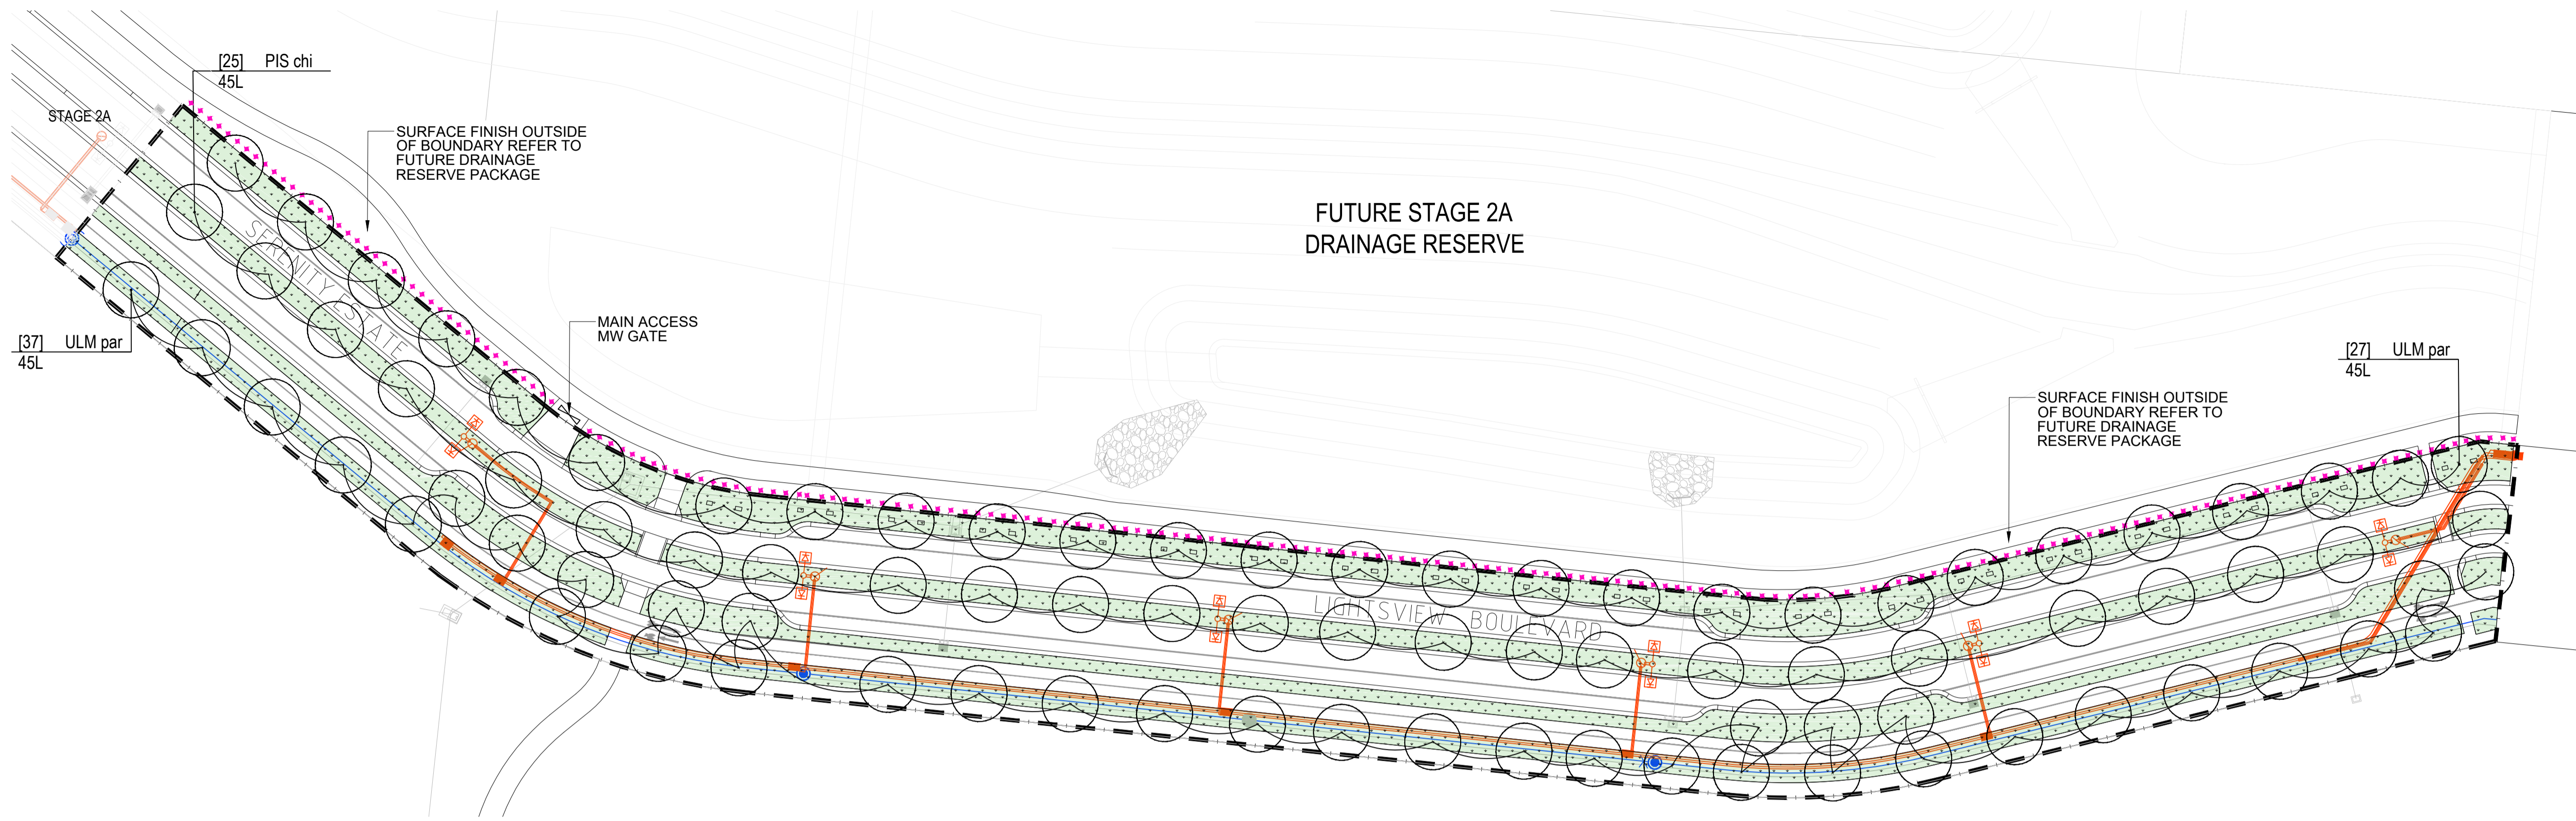 [25] PIS chi
45L
STAGE 2A
SURFACE FINISH OUTSIDE
OF BOUNDARY REFER TO
FUTURE DRAINAGE
RESERVE PACKAGE
FUTURE STAGE 2A
DRAINAGE RESERVE
SERENITY ESTATE
MAIN ACCESS
MW GATE
[37] ULM par
45L
[27] ULM par
45L
SURFACE FINISH OUTSIDE
OF BOUNDARY REFER TO
FUTURE DRAINAGE
RESERVE PACKAGE
LIGHTSVIEW BOULEVARD